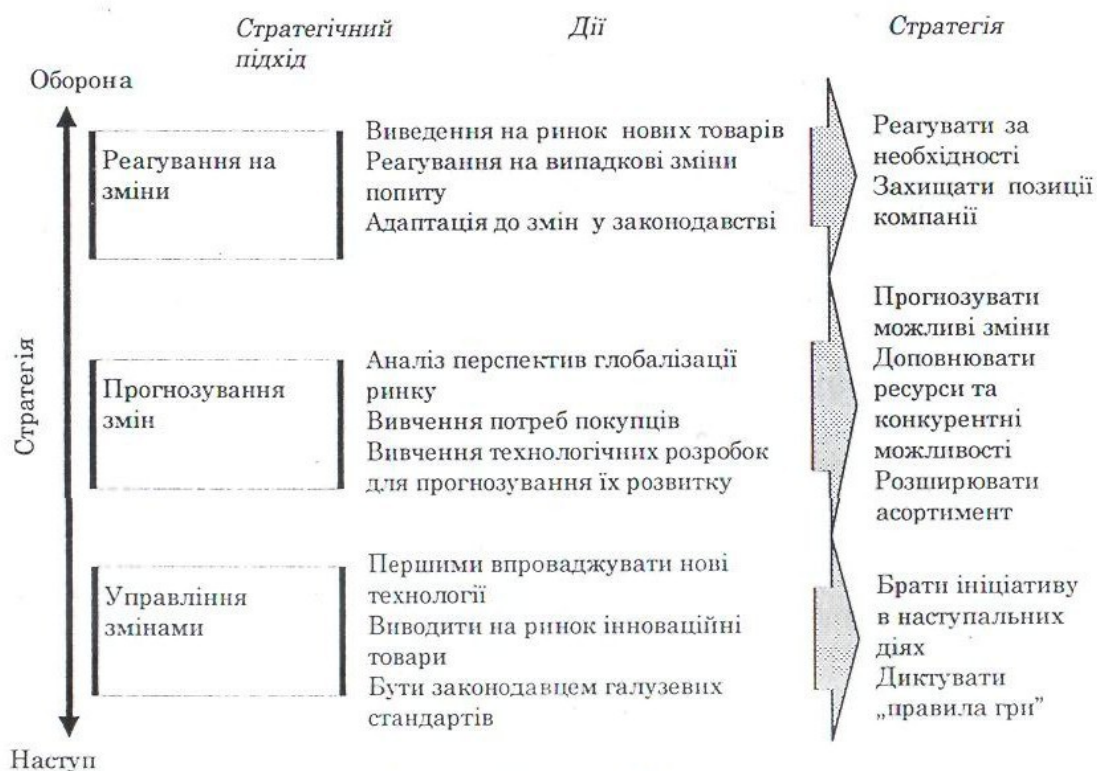 Стратегічний
підхід
Дії
Стратегія
Оборона
Стратегія
Реагування на
зміни
Виведення на ринок нових товарів
Реагування на випадкові зміни
попиту
Адаптація до змін у законодавстві
Реагувати за
необхідності
Захищати позиції
компанії
Прогнозування
змін
Аналіз перспектив глобалізації
ринку
Вивчення потреб покупців
Вивчення технологічних розробок
для прогнозування їх розвитку
Прогнозувати
можливі зміни
Доповнювати
ресурси та
конкурентні
можливості
Розширювати
асортимент
Управління
змінами
Першими впроваджувати нові
технології
Виводити на ринок інноваційні
товари
Бути законодавцем галузевих
стандартів
Брати ініціативу
в наступальних
діях
Диктувати
„правила гри”
Наступ